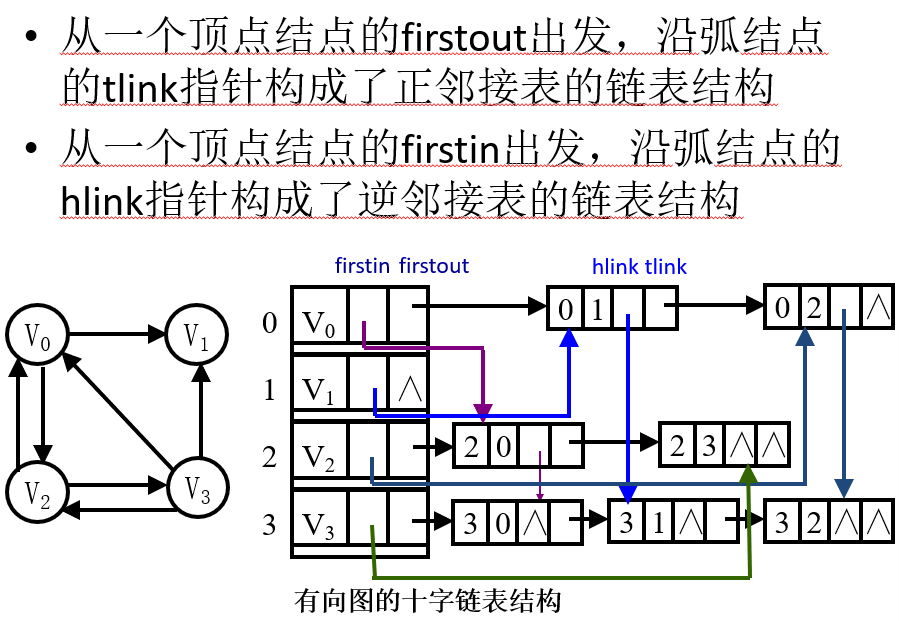 • 从一个顶点结点的firstout出发，沿弧结点
的tlink指针构成了正邻接表的链表结构
• 从一个顶点结点的firstin出发，沿弧结点的
hlink指针构成了逆邻接表的链表结构
firstin firstout
hlink tlink
V0 V1
V2 V3
0 V0 0 1 0 2 ∧
1 V1 ∧
2 V2 2 0 2 3 ∧ ∧
3 V3 3 0 ∧ 3 1 ∧ 3 2 ∧ ∧
有向图的十字链表结构